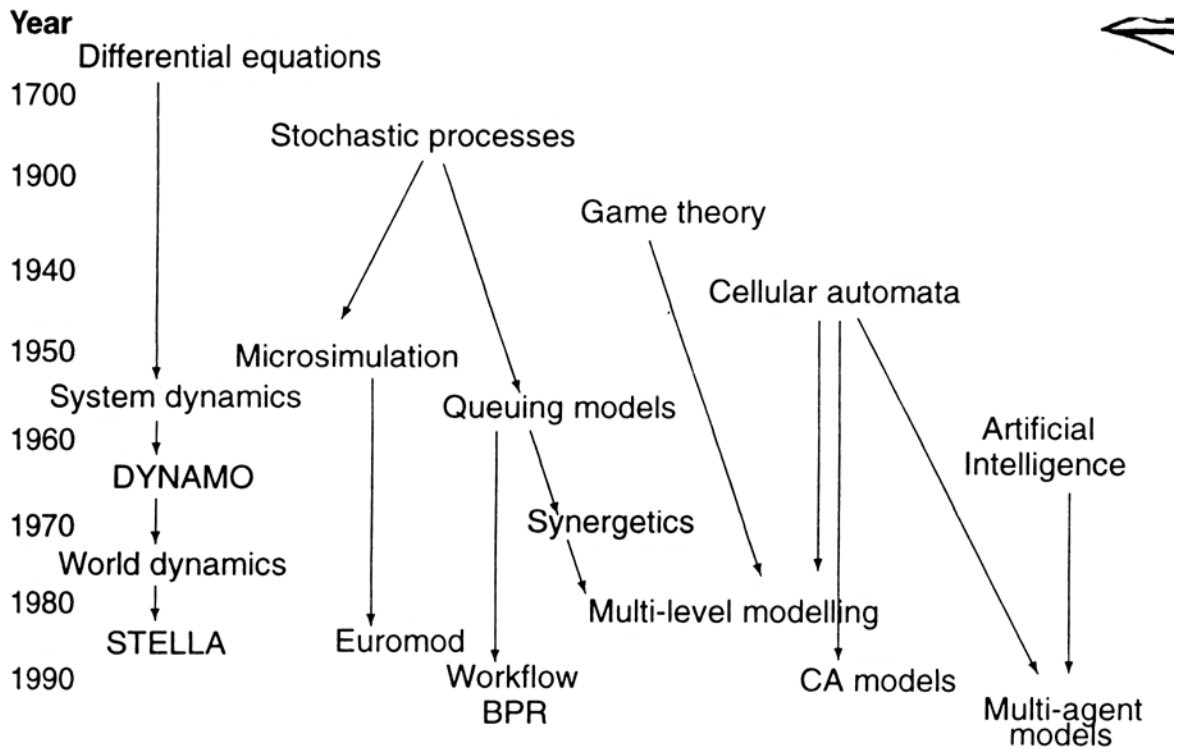 Year
Differential equations
1700
Stochastic processes
1900
Game theory
1940
Cellular automata
1950
Microsimulation
System dynamics
Queuing models
1960
Artificial
Intelligence
DYNAMO
1970
Synergetics
World dynamics
1980
Multi-level modelling
STELLA
Euromod
1990
Workflow
BPR
CA models
Multi-agent
models